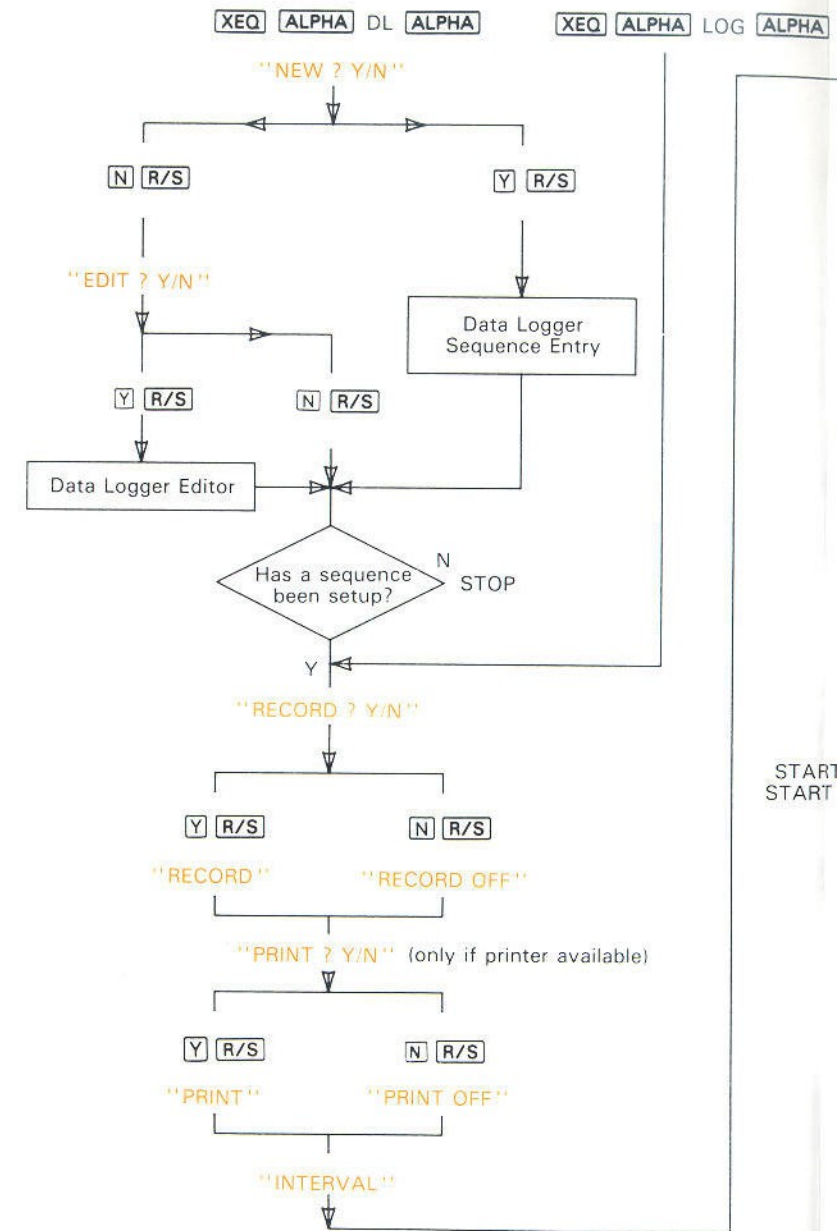 XEQ ALPHA DL ALPHA
XEQ ALPHA LOG ALPHA
"NEW ? Y/N"
N R/S
Y R/S
"EDIT ? Y/N"
Data Logger
Sequence Entry
Y R/S
N R/S
Data Logger Editor
Has a sequence
been setup?
N
STOP
Y
"RECORD ? Y/N"
START
START
Y R/S
N R/S
"RECORD"
"RECORD OFF"
"PRINT ? Y/N" (only if printer available)
Y R/S
N R/S
"PRINT"
"PRINT OFF"
"INTERVAL"